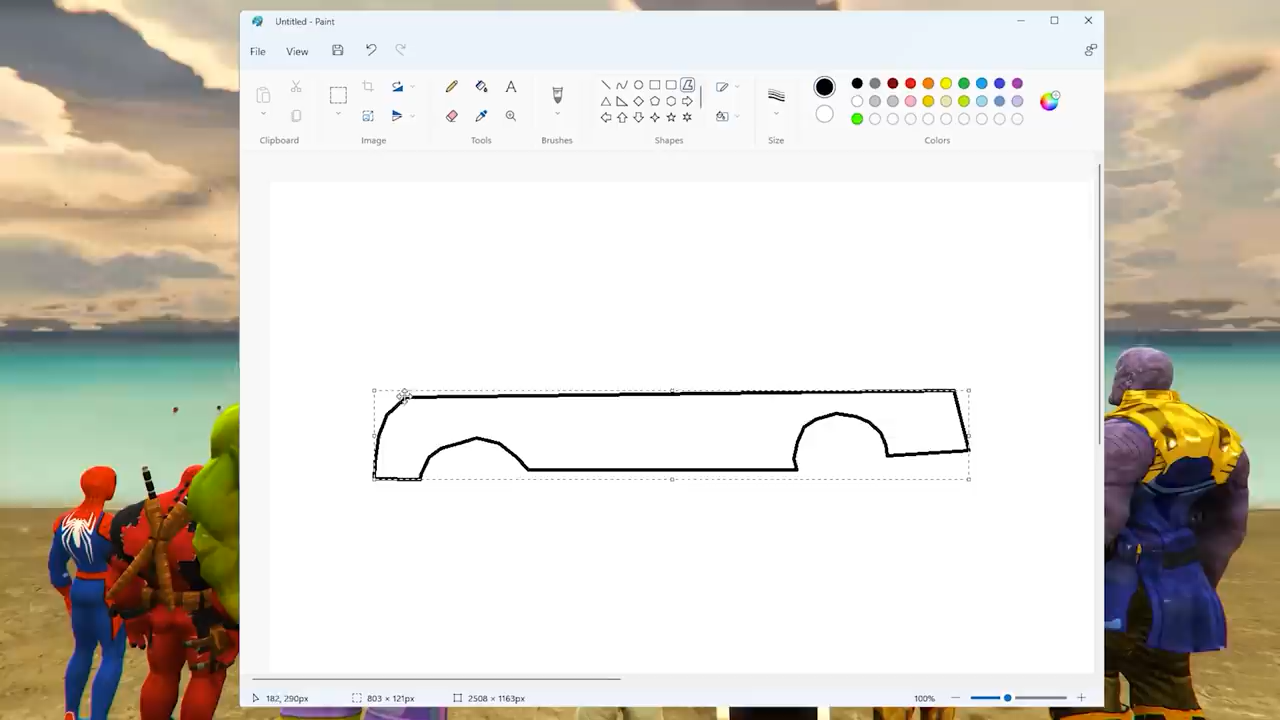 Untitled - Paint
File View
A
Clipboard Image Tools Brushes Shapes Size Colors
182, 290px 803 × 121px 2508 × 1163px 100%